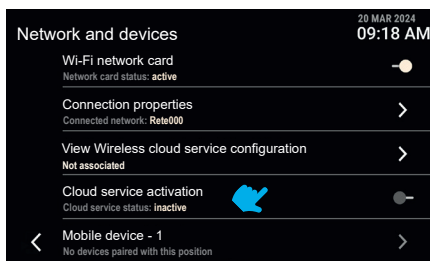 20 MAR 2024
Network and devices 09:18 AM
Wi-Fi network card
Network card status: active
Connection properties
Connected network: Rete000
View Wireless cloud service configuration
Not associated
Cloud service activation
Cloud service status: inactive
Mobile device - 1
No devices paired with this position